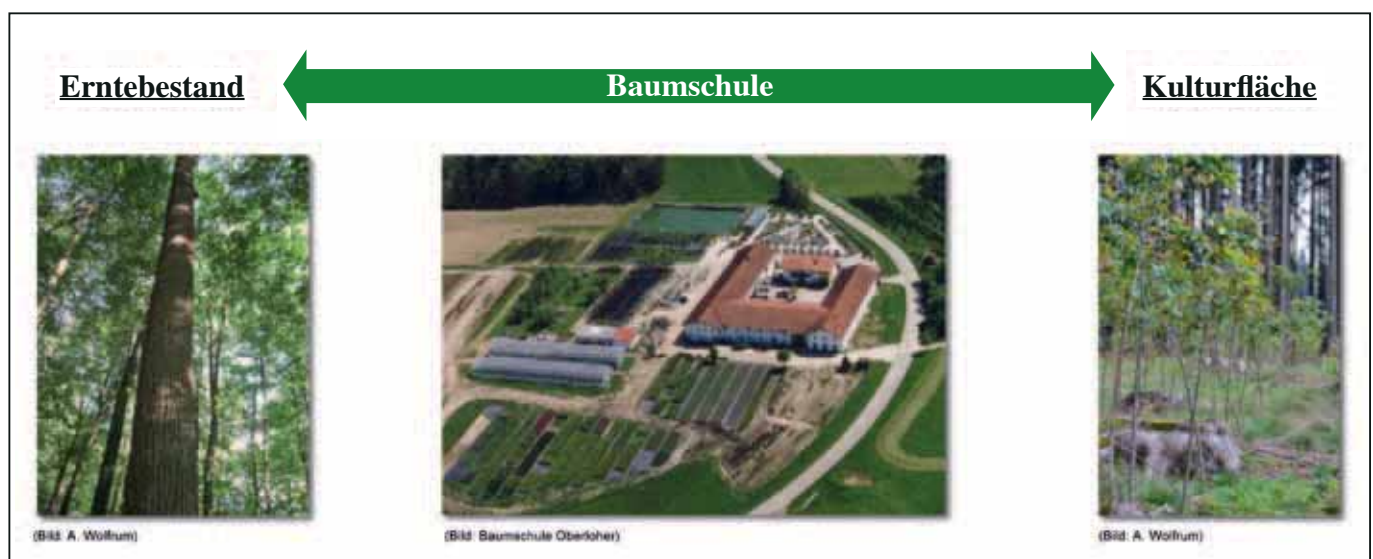 Erntebestand
Baumschule
Kulturfläche
(Bild: A. Wolfrum)
(Bild: Baumschule Oberloher)
(Bild: A. Wolfrum)